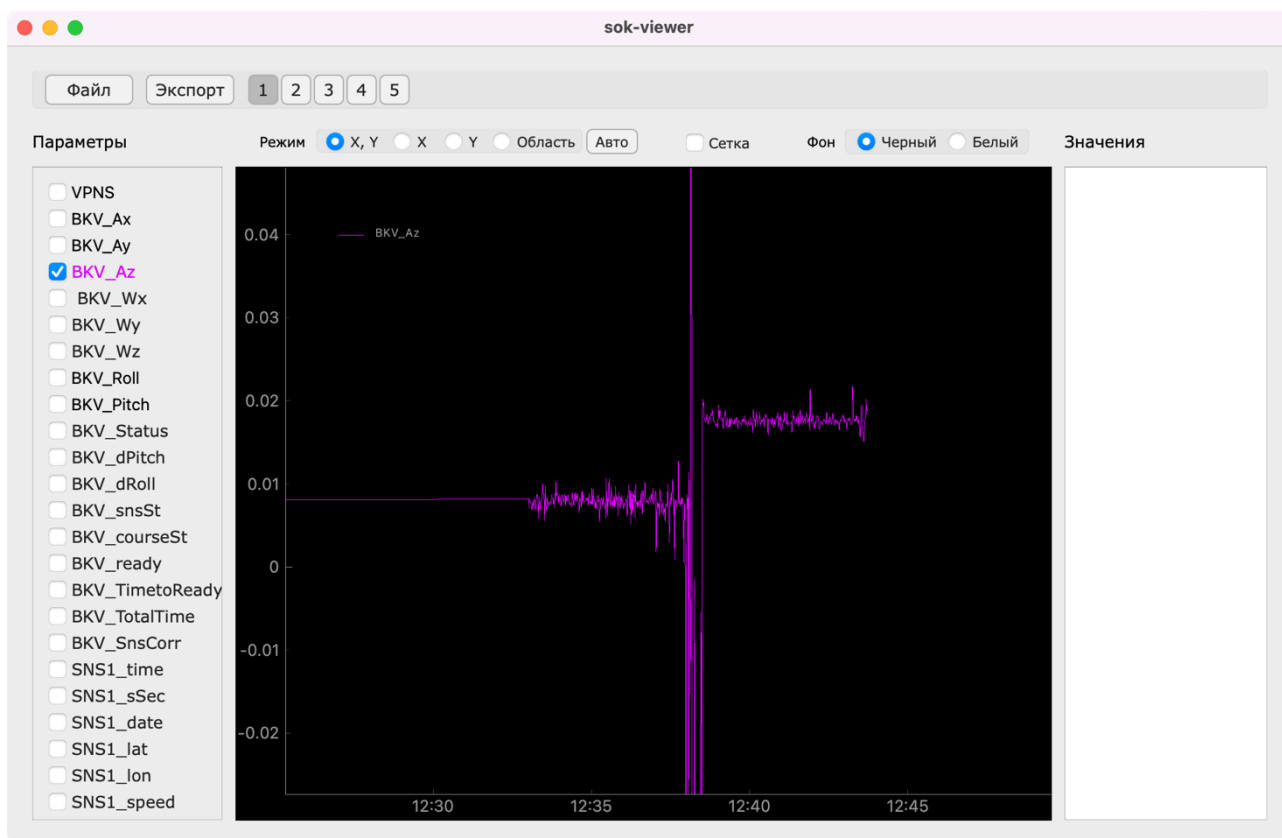 sok-viewer
Файл Экспорт 1 2 3 4 5
Параметры Режим X, Y X Y Область Авто Сетка Фон Черный Белый Значения
VPNS
BKV_Ax
BKV_Ay
BKV_Az
BKV_Wx
BKV_Wy
BKV_Wz
BKV_Roll
BKV_Pitch
BKV_Status
BKV_dPitch
BKV_dRoll
BKV_snsSt
BKV_courseSt
BKV_ready
BKV_TimetoReady
BKV_TotalTime
BKV_SnsCorr
SNS1_time
SNS1_sSec
SNS1_date
SNS1_lat
SNS1_lon
SNS1_speed
BKV_Az
0.04
0.03
0.02
0.01
0
-0.01
-0.02
12:30 12:35 12:40 12:45